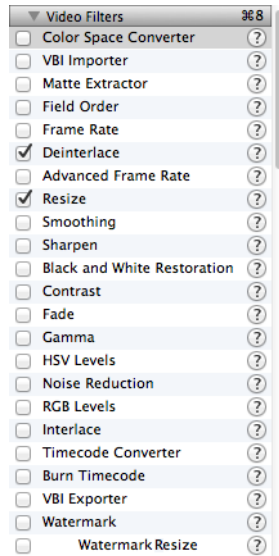 ▼ Video Filters ⌘8
Color Space Converter ?
VBI Importer ?
Matte Extractor ?
Field Order ?
Frame Rate ?
Deinterlace ?
Advanced Frame Rate ?
Resize ?
Smoothing ?
Sharpen ?
Black and White Restoration ?
Contrast ?
Fade ?
Gamma ?
HSV Levels ?
Noise Reduction ?
RGB Levels ?
Interlace ?
Timecode Converter ?
Burn Timecode ?
VBI Exporter ?
Watermark ?
Watermark Resize ?